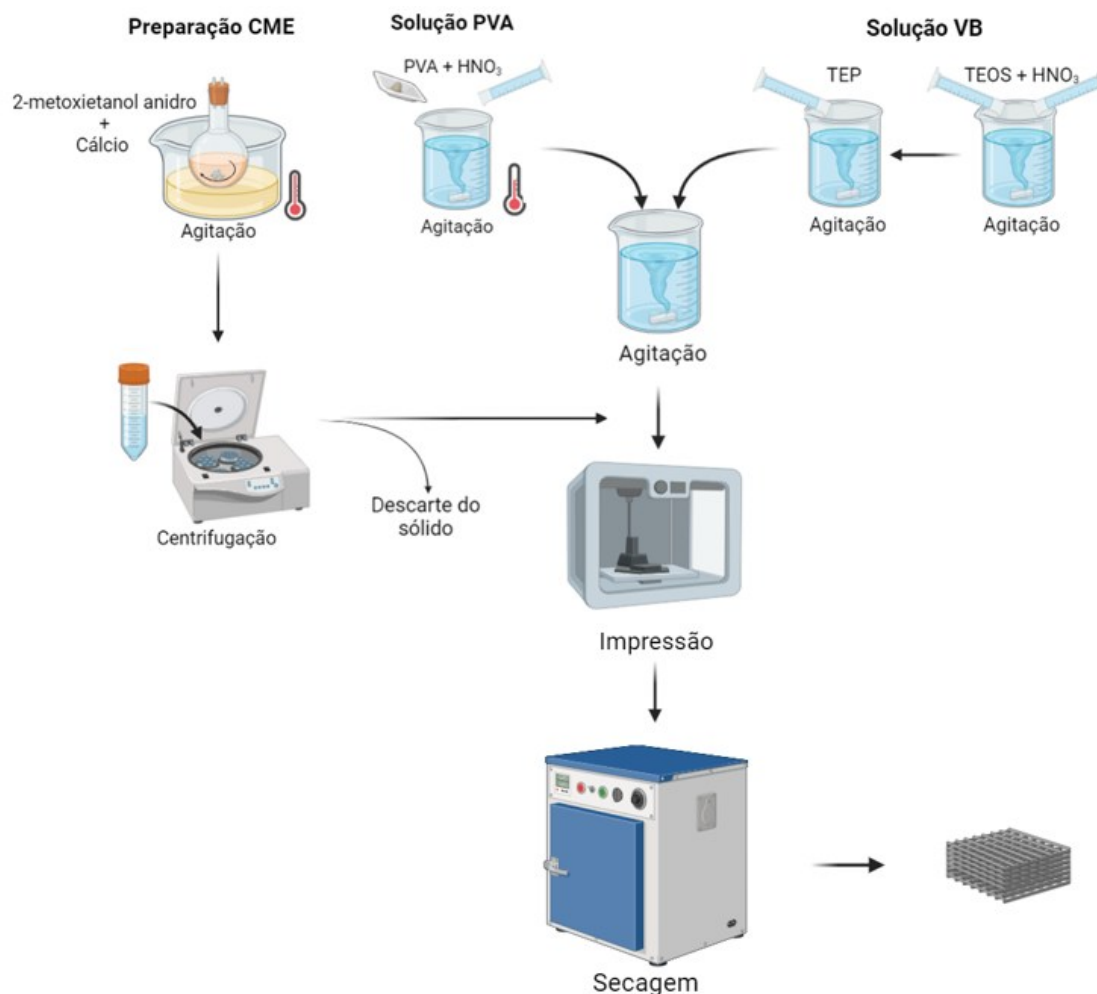 Preparação CME
2-metoxietanol anidro
+
Cálcio
Agitação
Solução PVA
PVA + HNO₃
Agitação
Solução VB
TEP
TEOS + HNO₃
Agitação
Agitação
Agitação
Centrifugação
Descarte do
sólido
Impressão
Secagem